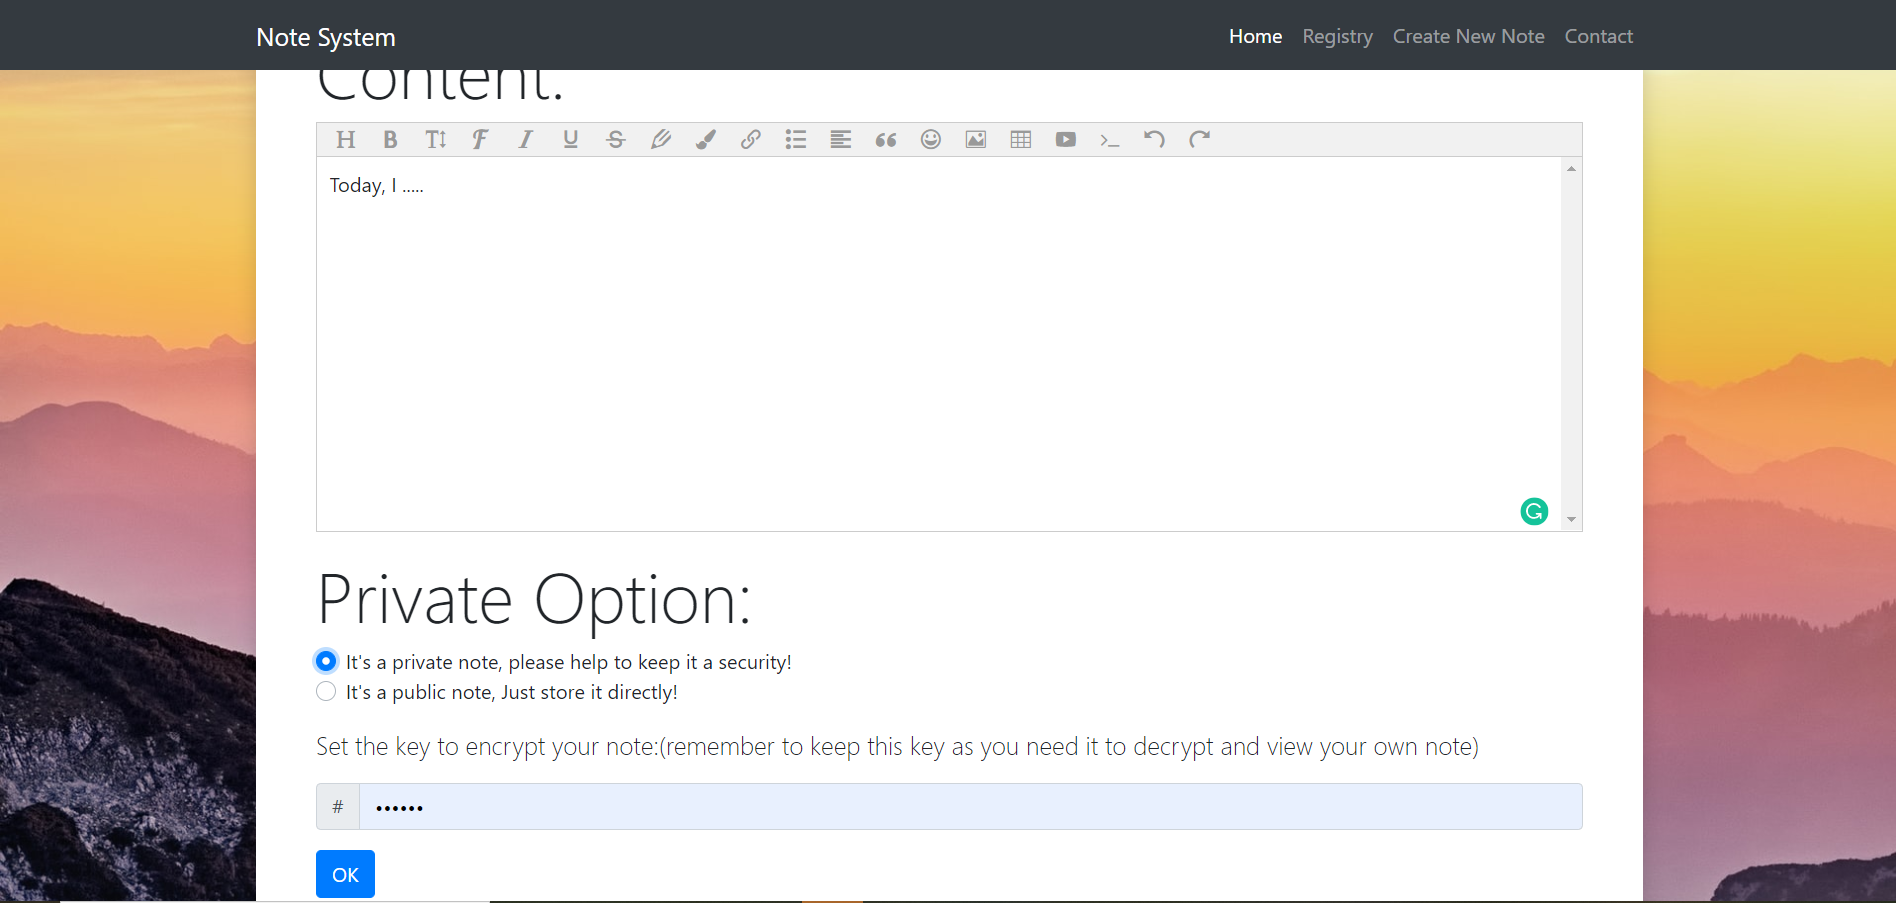 Note System
Home Registry Create New Note Contact
Content:
Today, I .....
Private Option:
It's a private note, please help to keep it a security!
It's a public note, Just store it directly!
Set the key to encrypt your note:(remember to keep this key as you need it to decrypt and view your own note)
# ••••••
OK